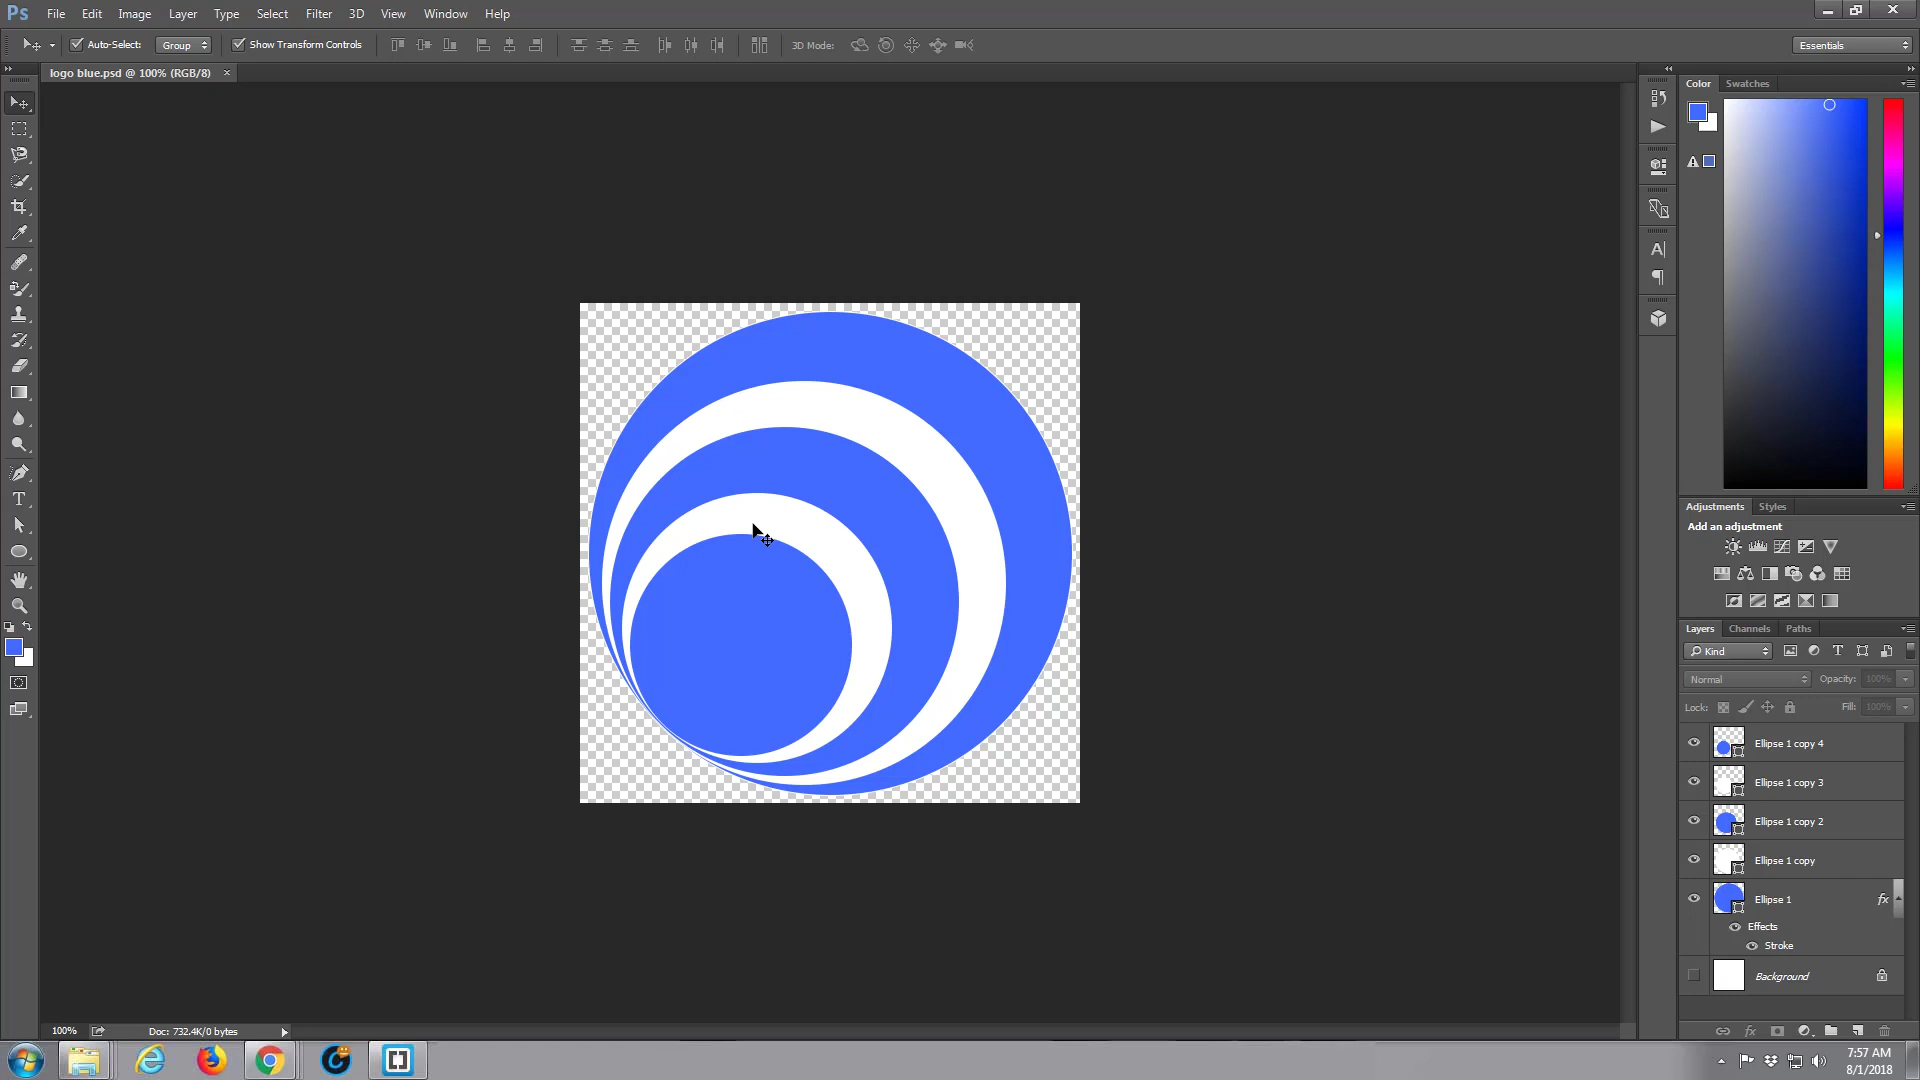 Ps File Edit Image Layer Type Select Filter 3D View Window Help
Auto-Select: Group Show Transform Controls 3D Mode: Essentials
logo blue.psd @ 100% (RGB/8) ×
Color Swatches
Adjustments Styles
Add an adjustment
Layers Channels Paths
Kind T
Normal Opacity: 100%
Lock: Fill: 100%
Ellipse 1 copy 4
Ellipse 1 copy 3
Ellipse 1 copy 2
Ellipse 1 copy
Ellipse 1 fx
Effects
Stroke
Background
fx
100% Doc: 732.4K/0 bytes
7:57 AM
8/1/2018